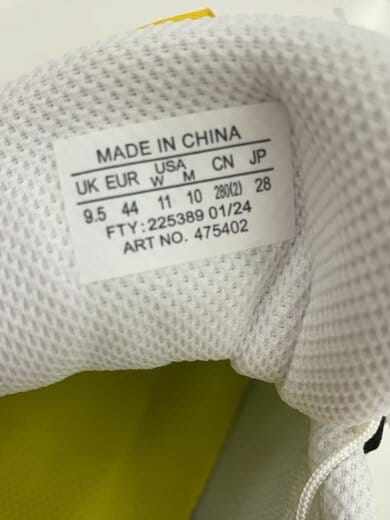 MADE IN CHINA
UK EUR USA W M CN JP
9.5 44 11 10 280(2) 28
FTY: 225389 01/24
ART NO. 475402